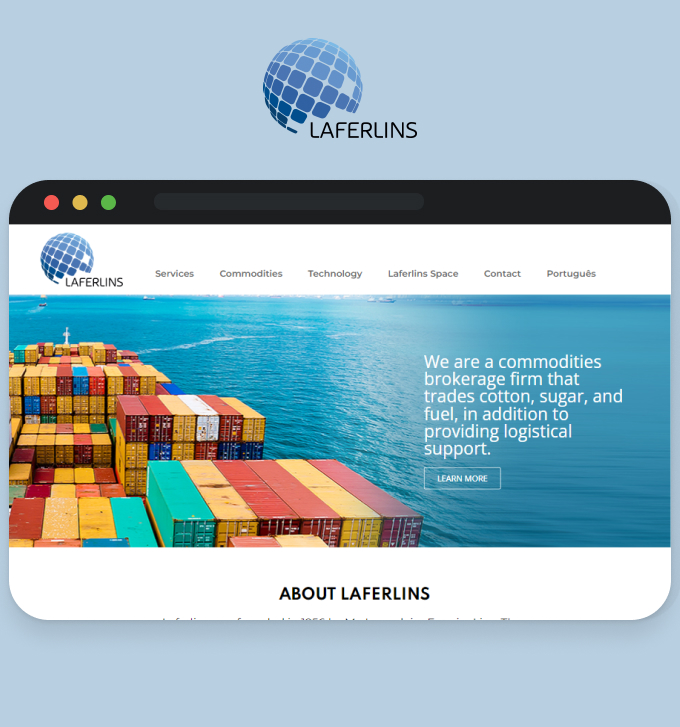 LAFERLINS
LAFERLINS
Services Commodities Technology Laferlins Space Contact Português
We are a commodities
brokerage firm that
trades cotton, sugar, and
fuel, in addition to
providing logistical
support.
LEARN MORE
ABOUT LAFERLINS